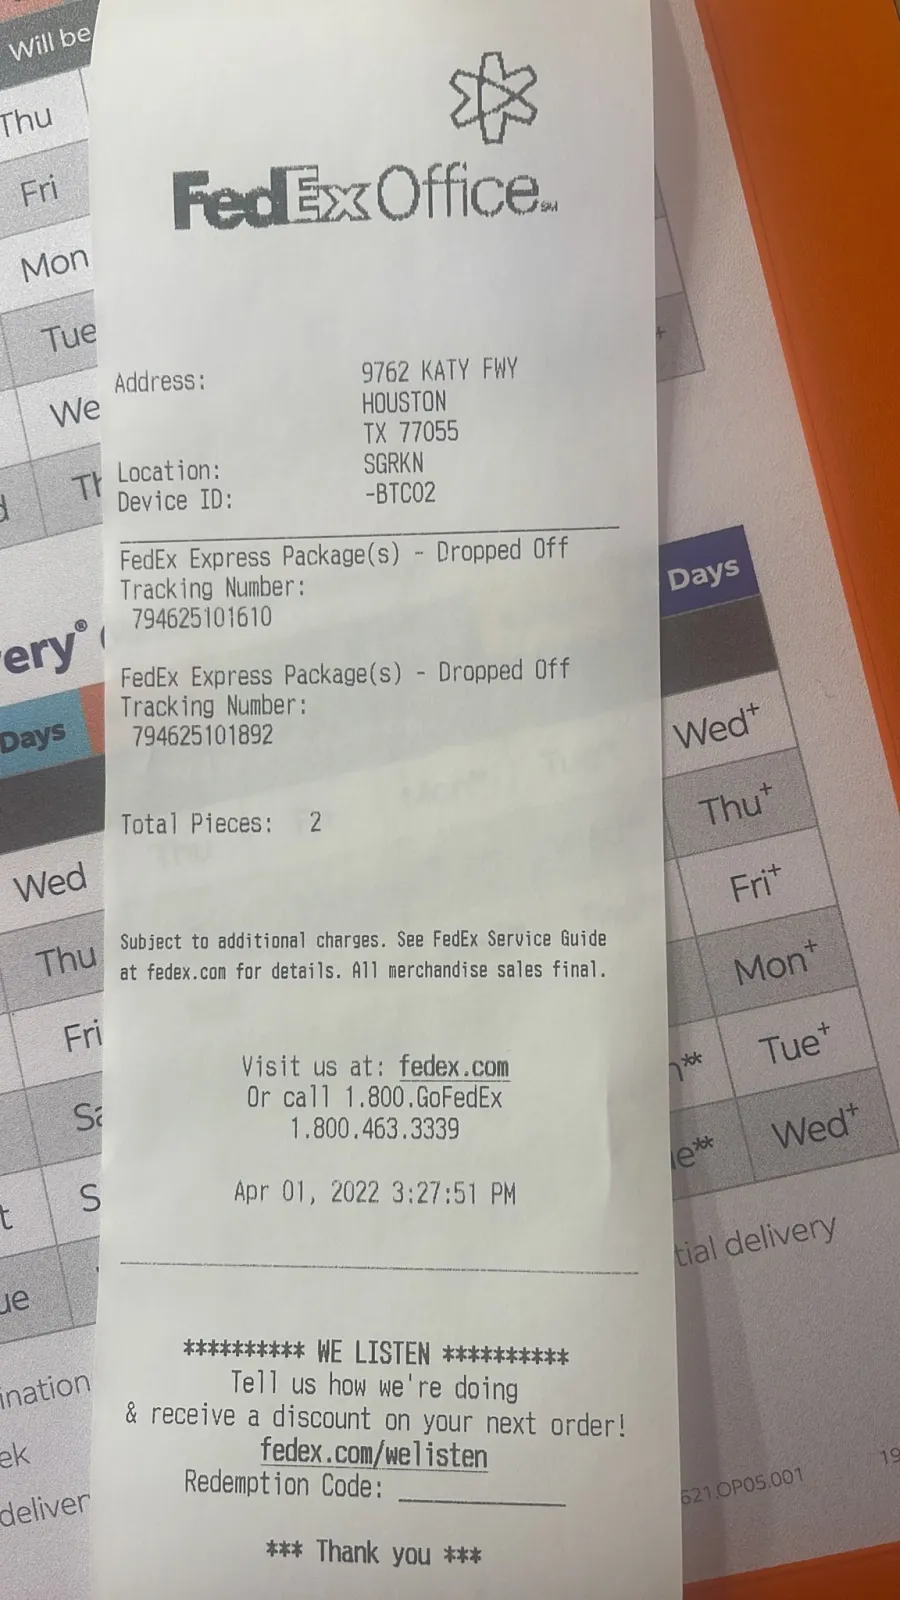 Will be
Thu
Fri
Mon
Tue
We
Th
ery®
Days
Wed
Thu
Fri
Sa
S
t
ue
ination
ek
deliver
FedEx Office SM
Address: 9762 KATY FWY
HOUSTON
TX 77055
Location: SGRKN
Device ID: -BTC02
FedEx Express Package(s) - Dropped Off
Tracking Number:
794625101610
FedEx Express Package(s) - Dropped Off
Tracking Number:
794625101892
Total Pieces: 2
Subject to additional charges. See FedEx Service Guide
at fedex.com for details. All merchandise sales final.
Visit us at: fedex.com
Or call 1.800.GoFedEx
1.800.463.3339
Apr 01, 2022 3:27:51 PM
********** WE LISTEN **********
Tell us how we're doing
& receive a discount on your next order!
fedex.com/welisten
Redemption Code: ____________
*** Thank you ***
Days
Wed+
Thu+
Fri+
Mon+
n** Tue+
e** Wed+
tial delivery
621.OP05.001
19